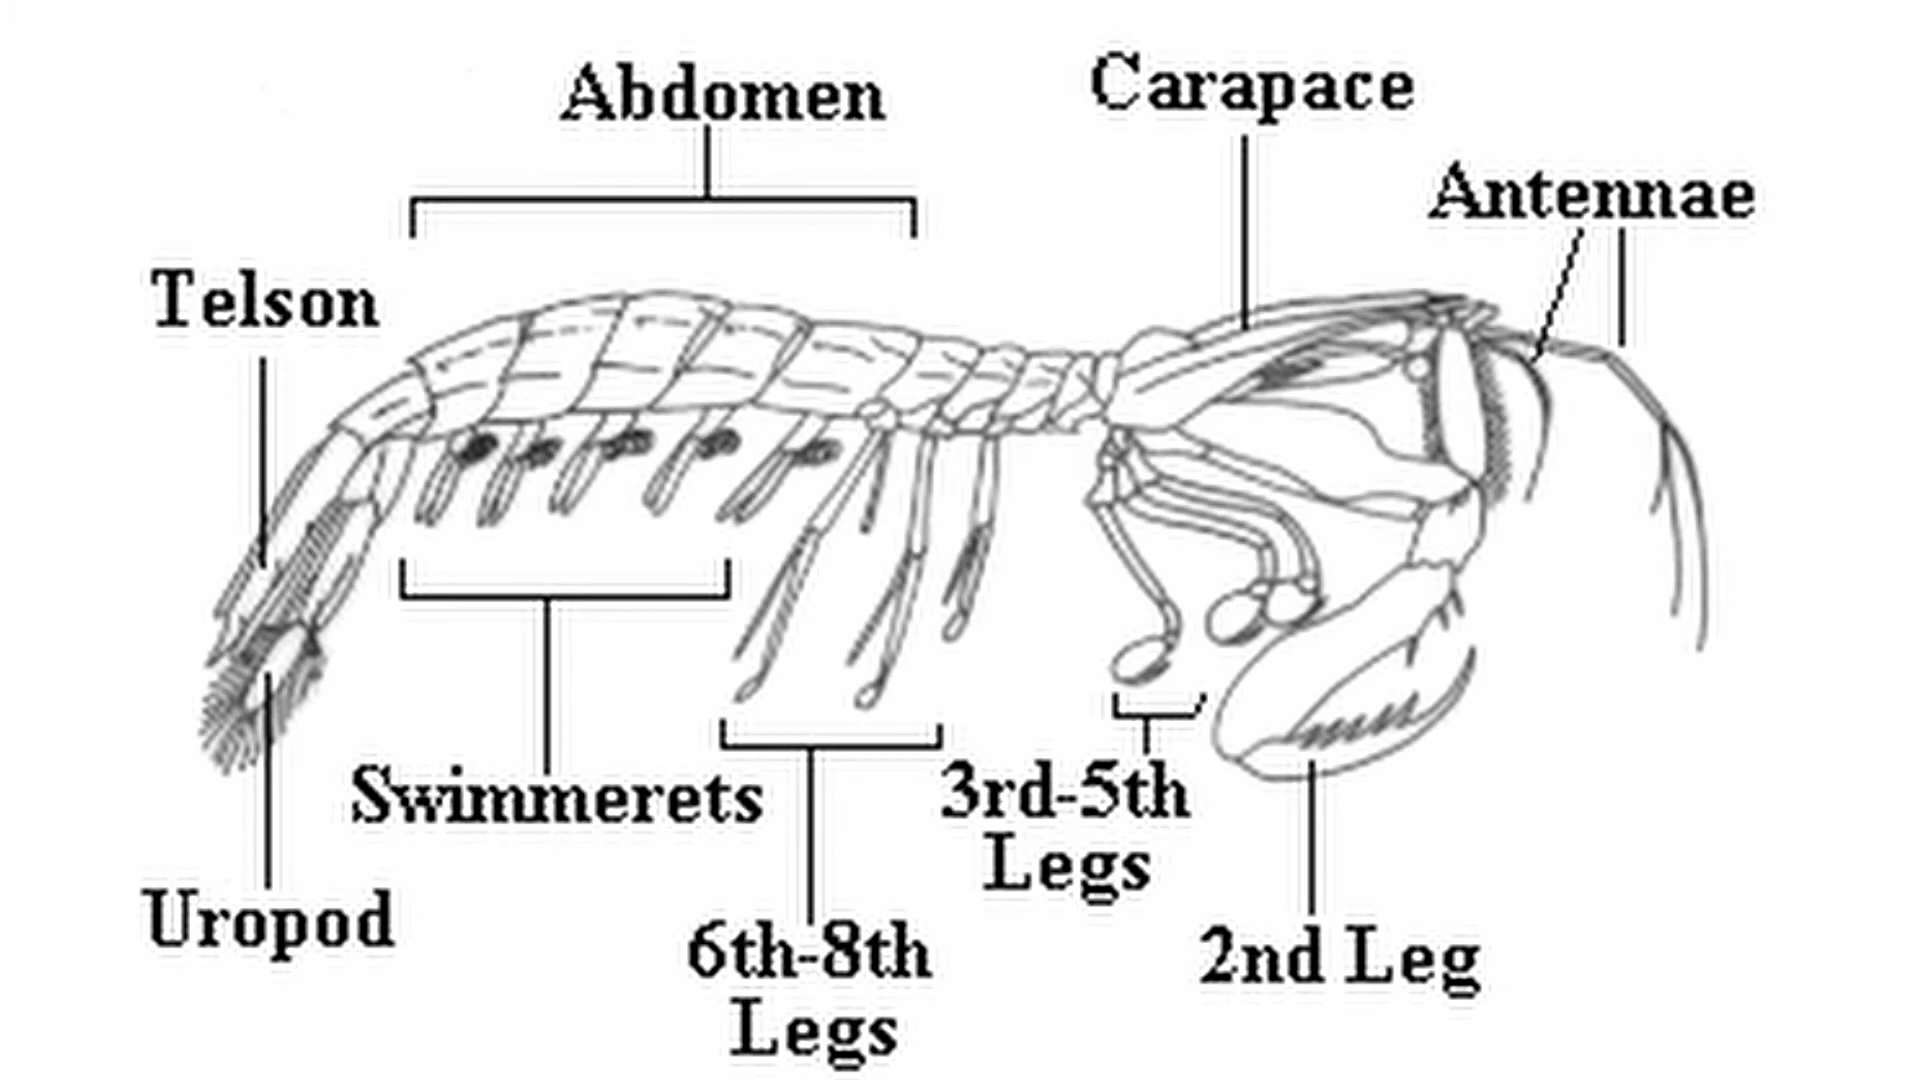 Abdomen
Carapace
Antennae
Telson
Swimmerets
3rd-5th
Legs
Uropod
6th-8th
Legs
2nd Leg